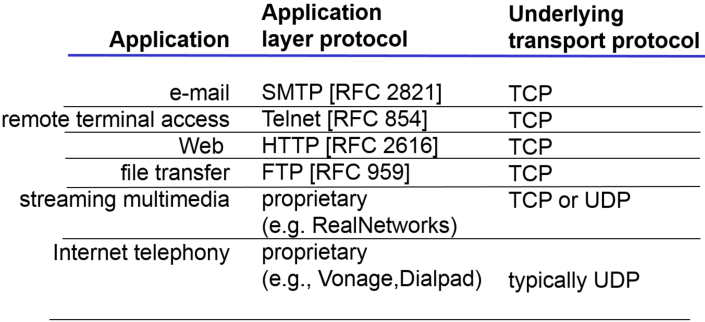 Application Application layer protocol Underlying transport protocol
e-mail SMTP [RFC 2821] TCP
remote terminal access Telnet [RFC 854] TCP
Web HTTP [RFC 2616] TCP
file transfer FTP [RFC 959] TCP
streaming multimedia proprietary TCP or UDP
(e.g. RealNetworks)
Internet telephony proprietary
(e.g., Vonage,Dialpad) typically UDP